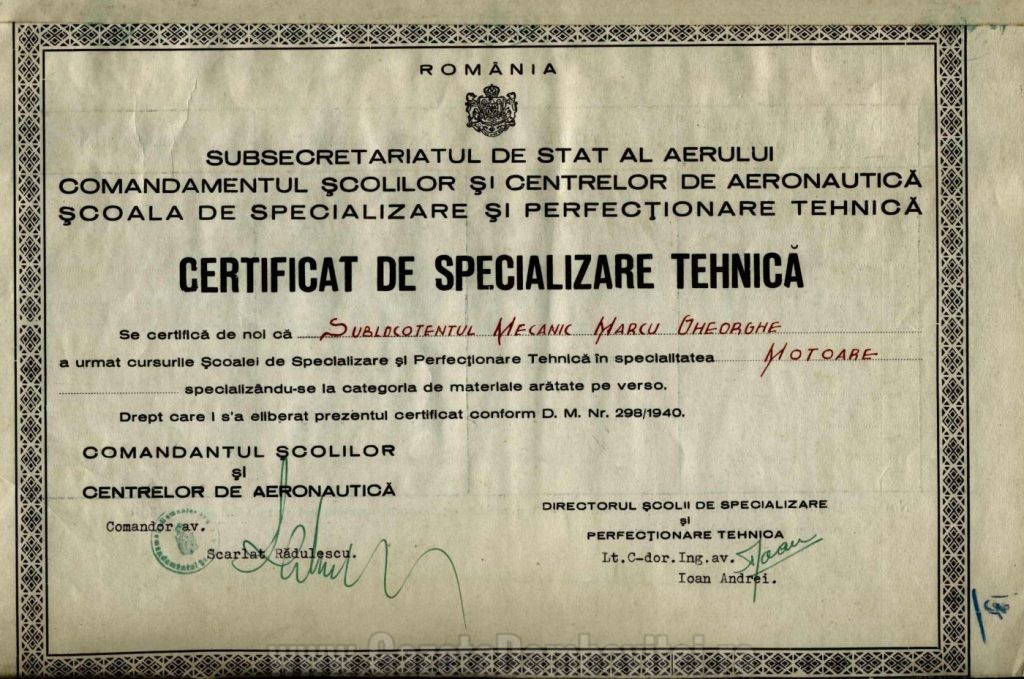 ROMÂNIA
SUBSECRETARIATUL DE STAT AL AERULUI
COMANDAMENTUL ŞCOLILOR ŞI CENTRELOR DE AERONAUTICĂ
ŞCOALA DE SPECIALIZARE ŞI PERFECŢIONARE TEHNICĂ
CERTIFICAT DE SPECIALIZARE TEHNICĂ
Se certifică de noi că SUBLOCOTENTUL MECANIC MARCU GHEORGHE
a urmat cursurile Şcoalei de Specializare şi Perfecţionare Tehnică în specialitatea MOTOARE
specializându-se la categoria de materiale arătate pe verso.
Drept care i s'a eliberat prezentul certificat conform D. M. Nr. 298/1940.
COMANDANTUL ŞCOLILOR
şi
CENTRELOR DE AERONAUTICĂ
Comandor av.
Scarlat Rădulescu.
DIRECTORUL ŞCOLII DE SPECIALIZARE
şi
PERFECŢIONARE TEHNICA
Lt.C-dor.Ing.av.
Ioan Andrei.
www.GazetaDambovitei.ro